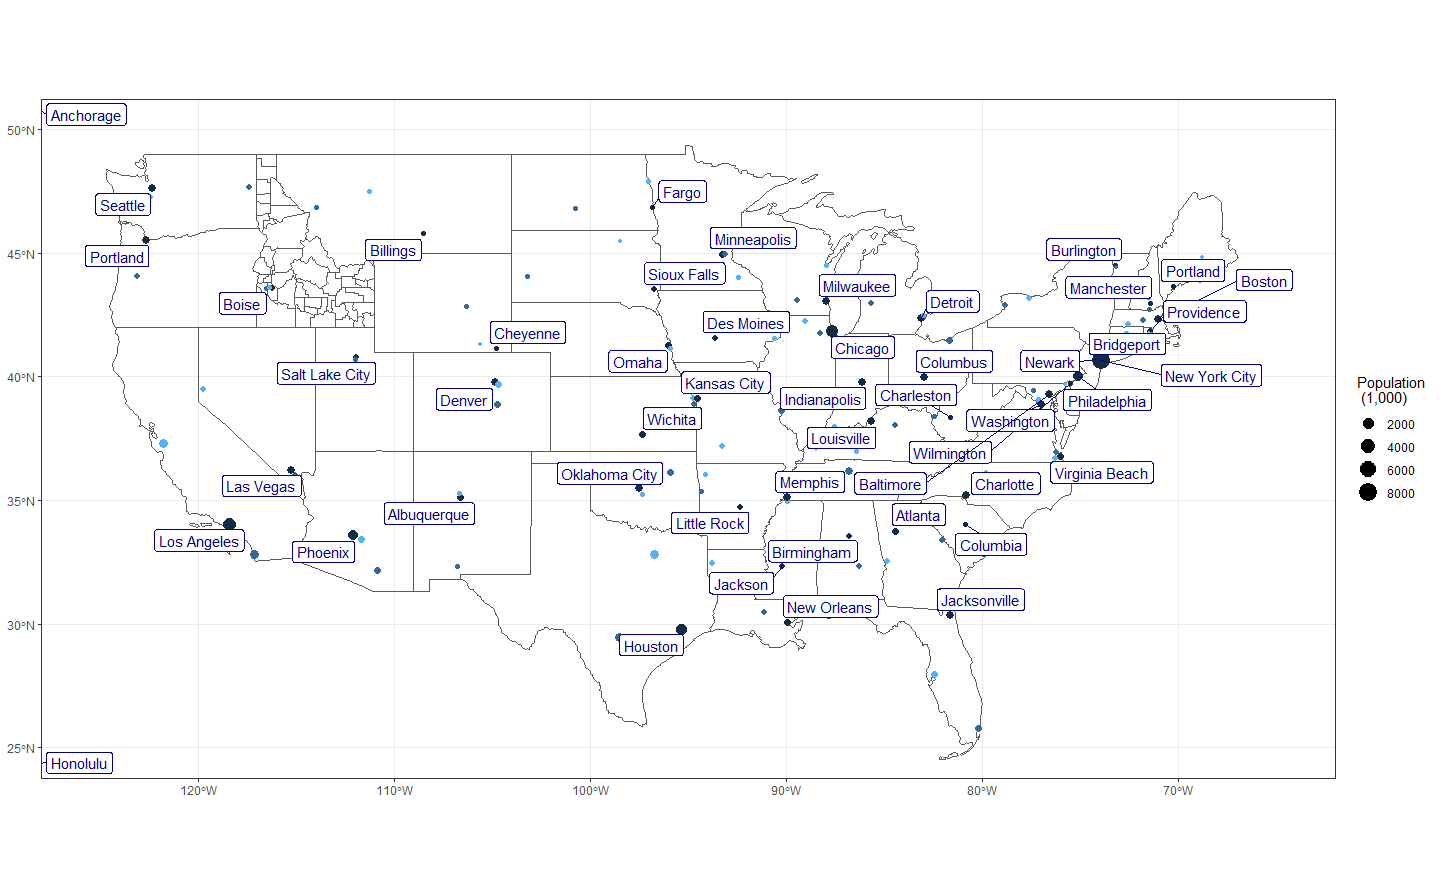 Anchorage
50°N
Fargo
Seattle
Minneapolis
Burlington
Portland
Billings
45°N
Portland
Sioux Falls
Milwaukee
Manchester
Boston
Boise
Detroit
Providence
Cheyenne
Des Moines
Bridgeport
Chicago
Omaha
Columbus
Newark
Salt Lake City
New York City
40°N
Kansas City
Population
(1,000)
Denver
Indianapolis
Charleston
Philadelphia
Wichita
Washington
2000
Louisville
4000
Wilmington
6000
Oklahoma City
Virginia Beach
Las Vegas
Memphis
Baltimore
Charlotte
8000
35°N
Albuquerque
Little Rock
Atlanta
Los Angeles
Phoenix
Birmingham
Columbia
Jackson
Jacksonville
New Orleans
30°N
Houston
25°N
Honolulu
120°W
110°W
100°W
90°W
80°W
70°W